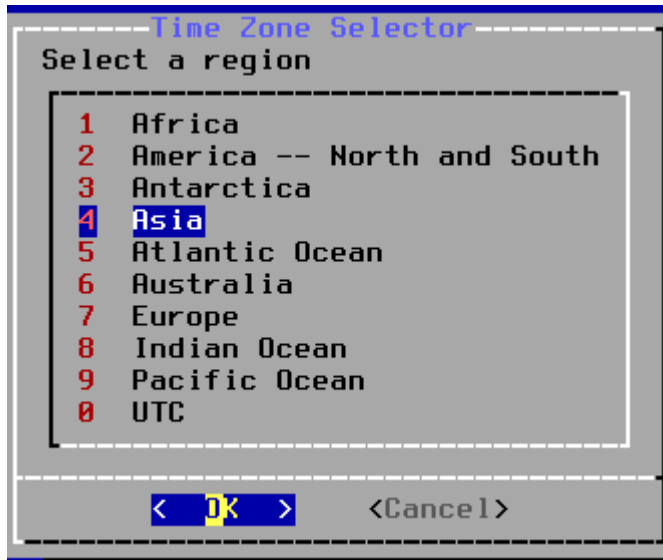 Time Zone Selector
Select a region
1 Africa
2 America -- North and South
3 Antarctica
4 Asia
5 Atlantic Ocean
6 Australia
7 Europe
8 Indian Ocean
9 Pacific Ocean
0 UTC
< OK > <Cancel>